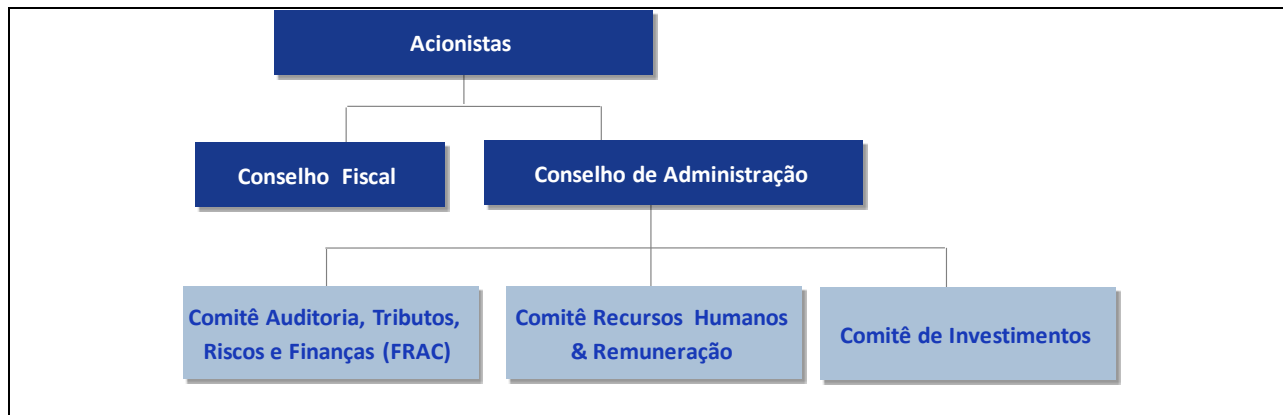 Acionistas
Conselho Fiscal
Conselho de Administração
Comitê Auditoria, Tributos,
Riscos e Finanças (FRAC)
Comitê Recursos Humanos
& Remuneração
Comitê de Investimentos